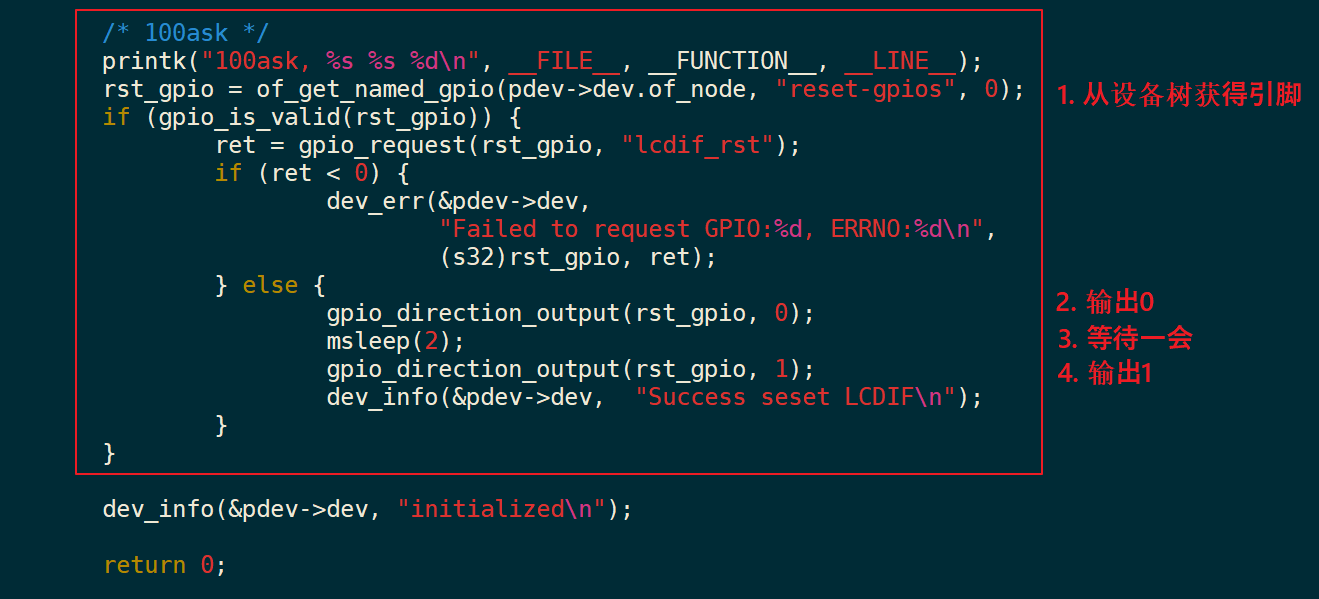 /* 100ask */
printk("100ask, %s %s %d\n", __FILE__, __FUNCTION__, __LINE__);
rst_gpio = of_get_named_gpio(pdev->dev.of_node, "reset-gpios", 0);
1. 从设备树获得引脚
if (gpio_is_valid(rst_gpio)) {
ret = gpio_request(rst_gpio, "lcdif_rst");
if (ret < 0) {
dev_err(&pdev->dev,
"Failed to request GPIO:%d, ERRNO:%d\n",
(s32)rst_gpio, ret);
} else {
gpio_direction_output(rst_gpio, 0);
2. 输出0
msleep(2);
3. 等待一会
gpio_direction_output(rst_gpio, 1);
4. 输出1
dev_info(&pdev->dev,  "Success seset LCDIF\n");
}
}
dev_info(&pdev->dev, "initialized\n");
return 0;